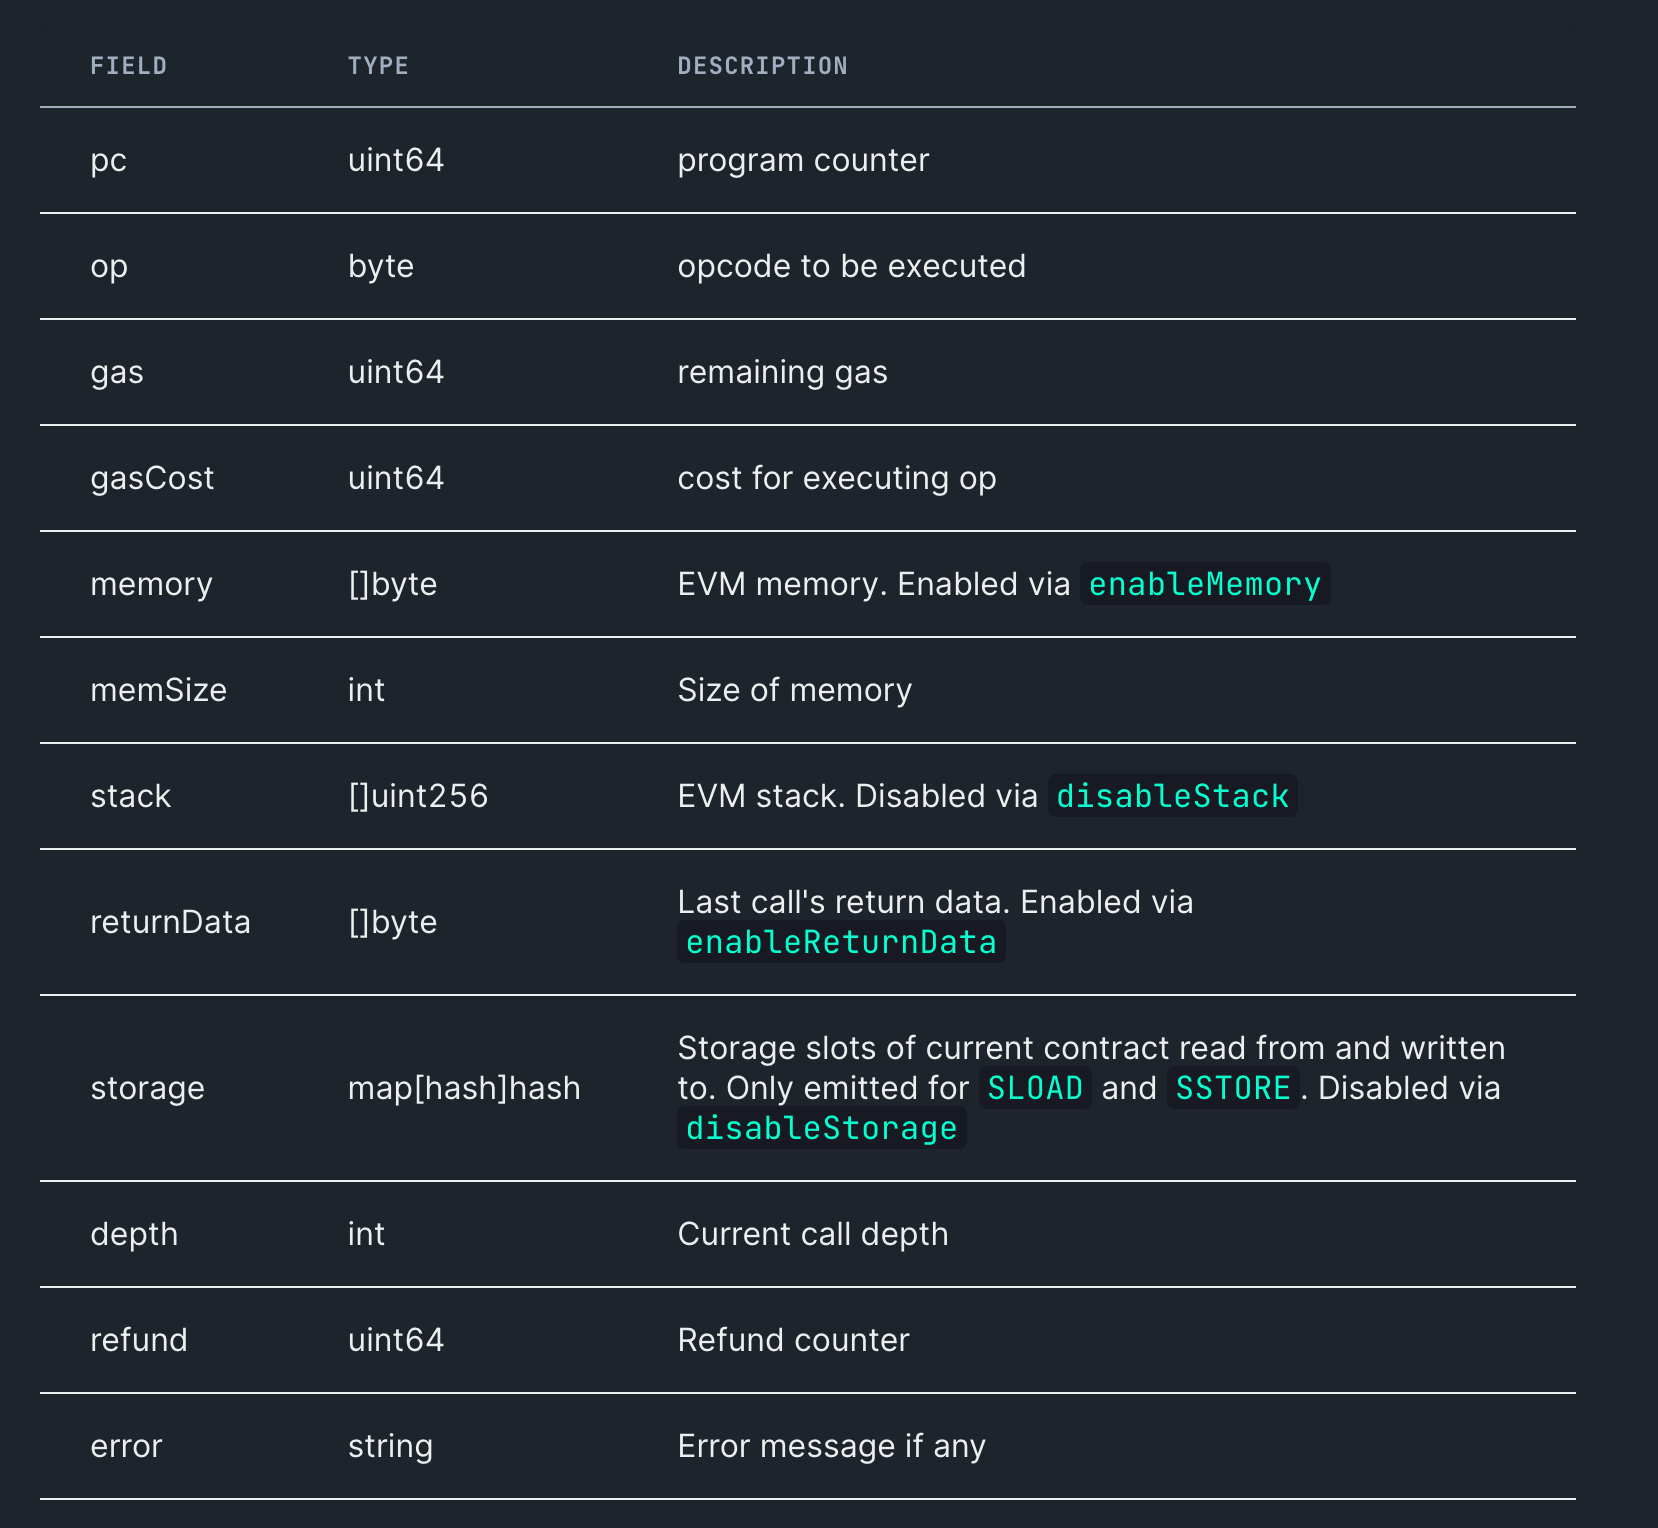 FIELD TYPE DESCRIPTION
pc uint64 program counter
op byte opcode to be executed
gas uint64 remaining gas
gasCost uint64 cost for executing op
memory []byte EVM memory. Enabled via enableMemory
memSize int Size of memory
stack []uint256 EVM stack. Disabled via disableStack
returnData []byte Last call's return data. Enabled via
enableReturnData
storage map[hash]hash Storage slots of current contract read from and written
to. Only emitted for SLOAD and SSTORE. Disabled via
disableStorage
depth int Current call depth
refund uint64 Refund counter
error string Error message if any